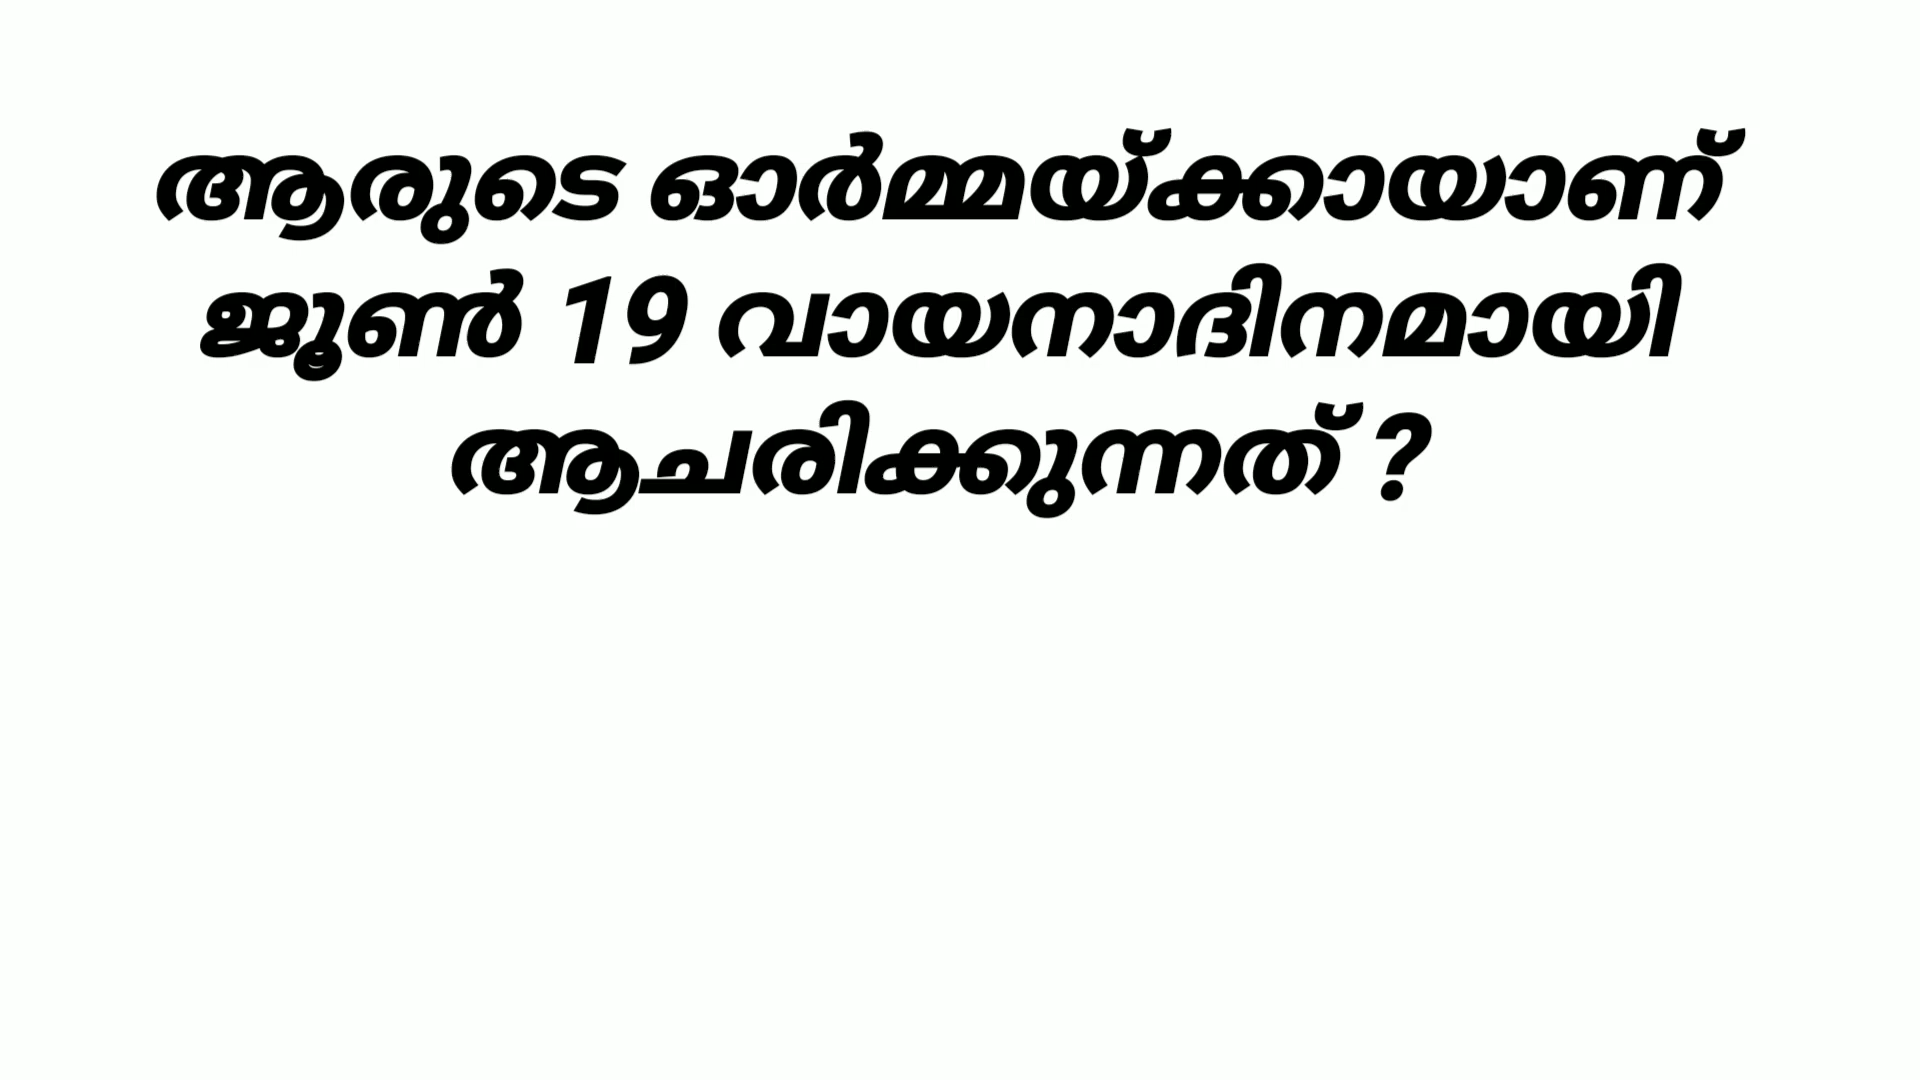 ആരുടെ ഓർമ്മയ്ക്കായാണ്
ജൂൺ 19 വായനാദിനമായി
ആചരിക്കുന്നത് ?